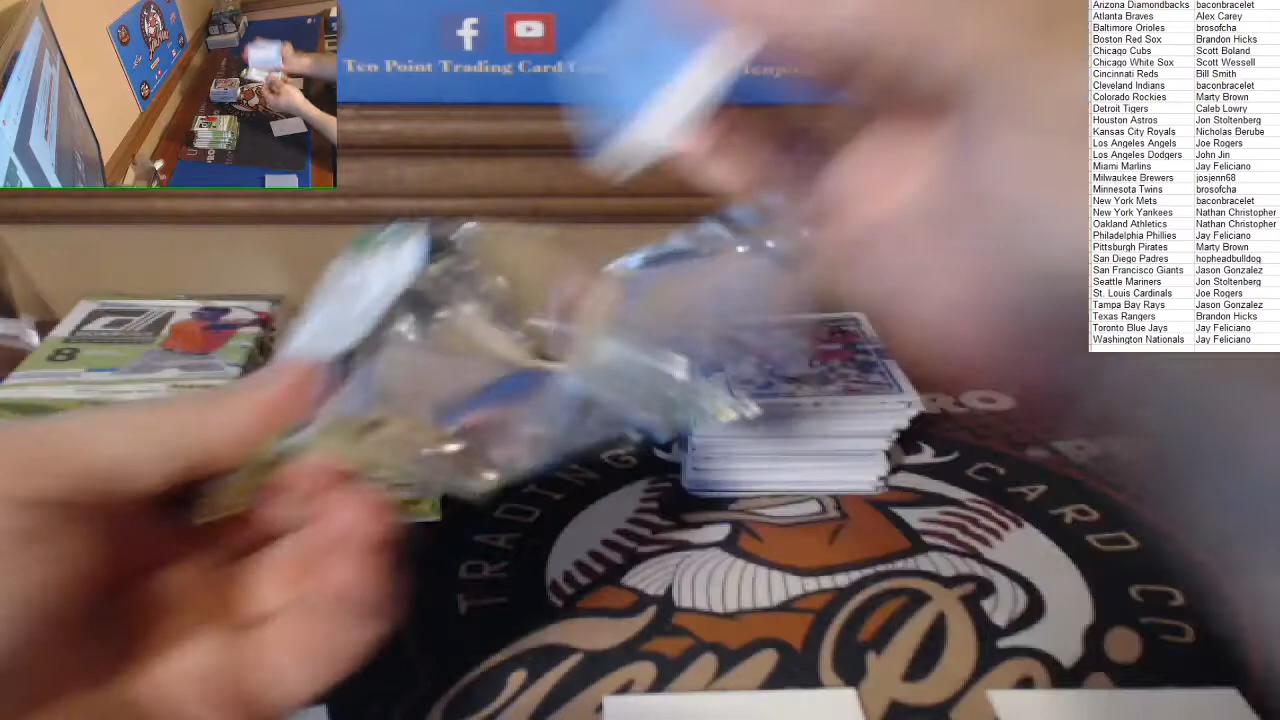 Ten Point Trading Card
Arizona Diamondbacks baconbracelet
Atlanta Braves Alex Carey
Baltimore Orioles brosofcha
Boston Red Sox Brandon Hicks
Chicago Cubs Scott Boland
Chicago White Sox Scott Wessell
Cincinnati Reds Bill Smith
Cleveland Indians baconbracelet
Colorado Rockies Marty Brown
Detroit Tigers Caleb Lowry
Houston Astros Jon Stoltenberg
Kansas City Royals Nicholas Berube
Los Angeles Angels Joe Rogers
Los Angeles Dodgers John Jin
Miami Marlins Jay Feliciano
Milwaukee Brewers josjenn68
Minnesota Twins brosofcha
New York Mets baconbracelet
New York Yankees Nathan Christopher
Oakland Athletics Nathan Christopher
Philadelphia Phillies Jay Feliciano
Pittsburgh Pirates Marty Brown
San Diego Padres hopheadbulldog
San Francisco Giants Jason Gonzalez
Seattle Mariners Jon Stoltenberg
St. Louis Cardinals Joe Rogers
Tampa Bay Rays Jason Gonzalez
Texas Rangers Brandon Hicks
Toronto Blue Jays Jay Feliciano
Washington Nationals Jay Feliciano
8
TRADING CARD CO
Ten Poi